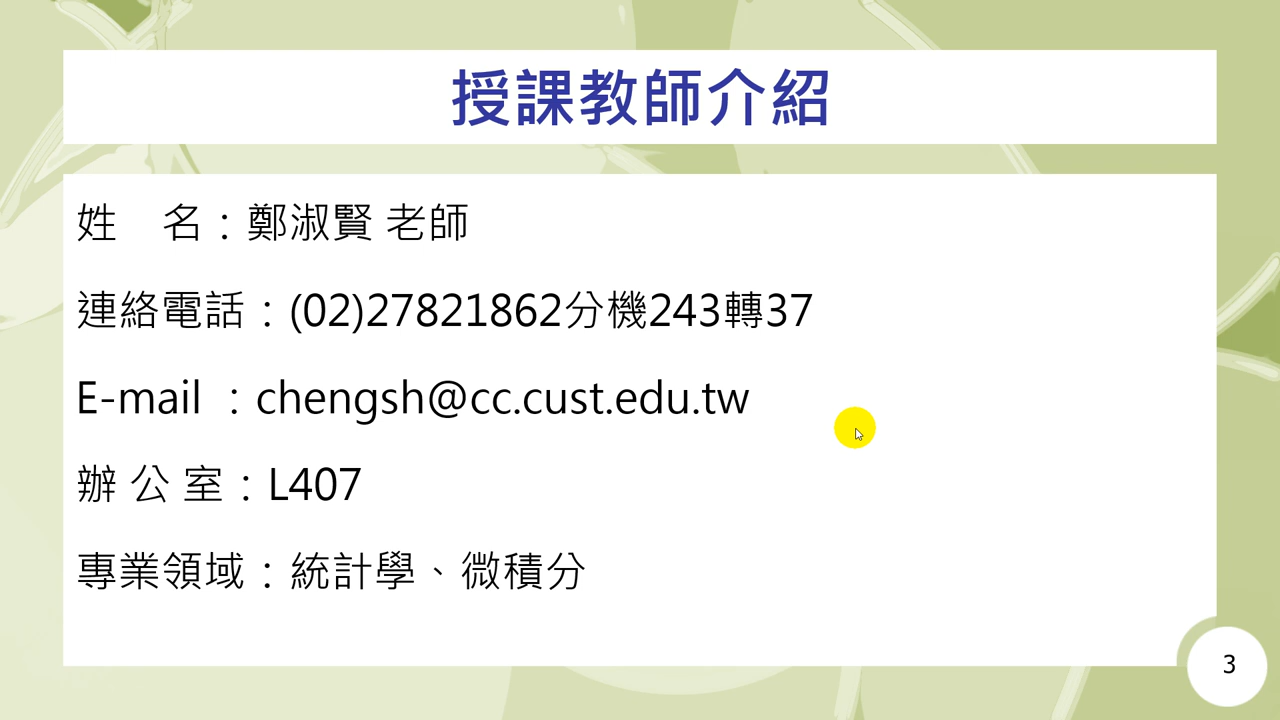 授課教師介紹
姓　名：鄭淑賢 老師
連絡電話：(02)27821862分機243轉37
E-mail ：chengsh@cc.cust.edu.tw
辦 公 室：L407
專業領域：統計學、微積分
3